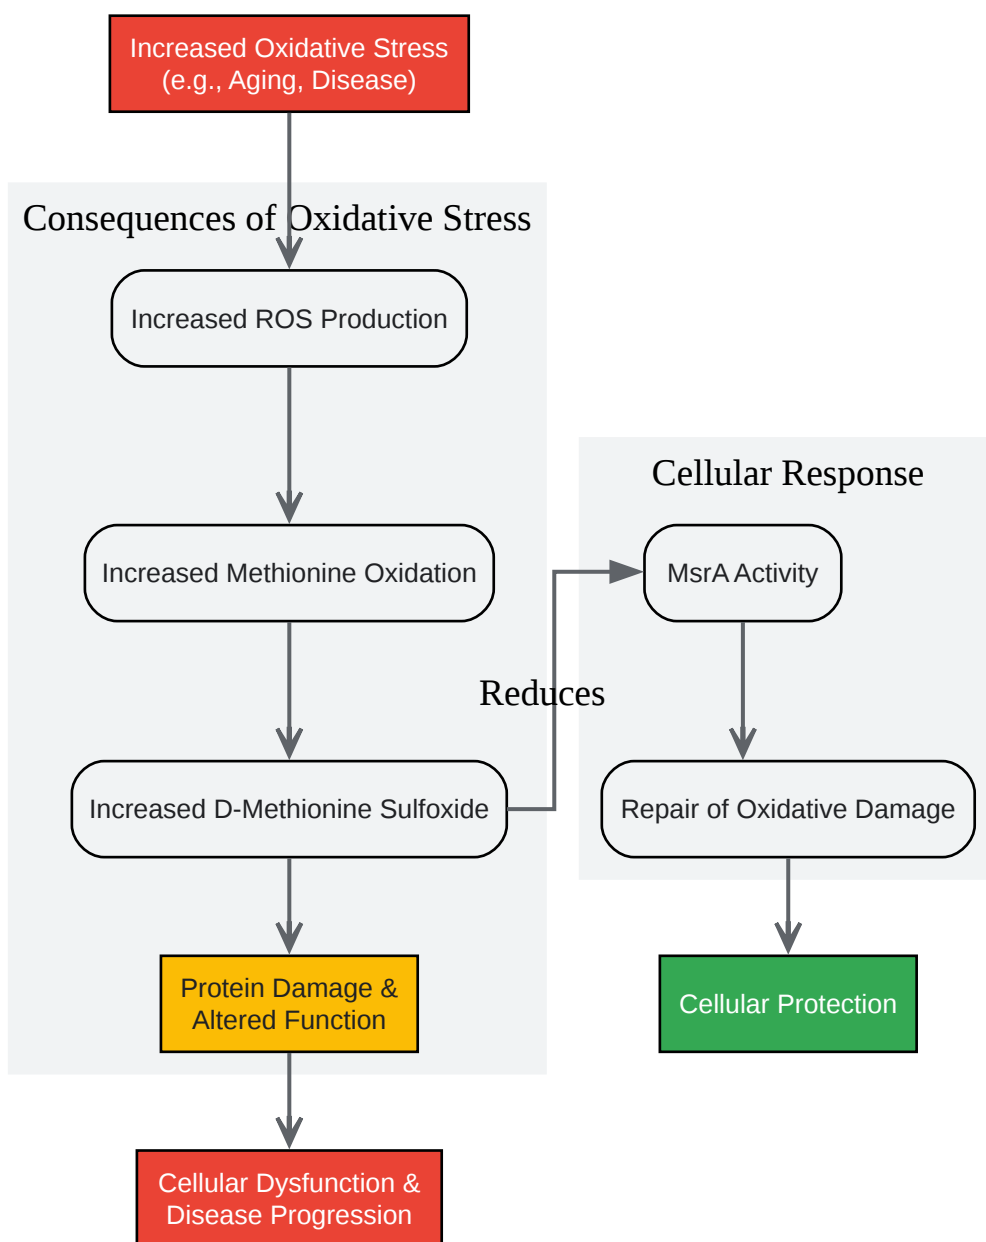 Increased Oxidative Stress
(e.g., Aging, Disease)
Consequences of Oxidative Stress
Increased ROS Production
Increased Methionine Oxidation
Increased D-Methionine Sulfoxide
Protein Damage &
Altered Function
Cellular Dysfunction &
Disease Progression
Reduces
Cellular Response
MsrA Activity
Repair of Oxidative Damage
Cellular Protection